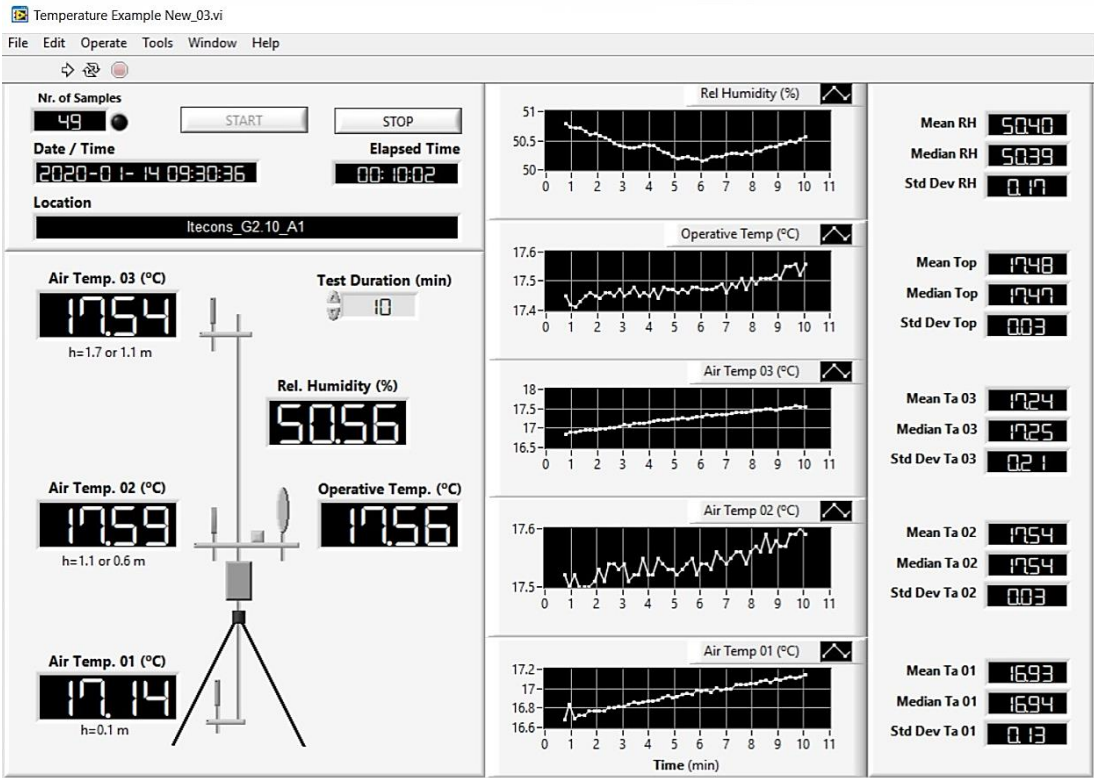 Temperature Example New_03.vi
File Edit Operate Tools Window Help
Nr. of Samples
49
START
STOP
Date / Time
Elapsed Time
2020-01-14 09:30:36
00:10:02
Location
Itecons_G2.10_A1
Air Temp. 03 (ºC)
17.54
h=1.7 or 1.1 m
Test Duration (min)
10
Rel. Humidity (%)
50.56
Air Temp. 02 (ºC)
17.59
h=1.1 or 0.6 m
Operative Temp. (ºC)
17.56
Air Temp. 01 (ºC)
17.14
h=0.1 m
Rel Humidity (%)
51
50.5
50
0 1 2 3 4 5 6 7 8 9 10 11
Operative Temp (ºC)
17.6
17.5
17.4
0 1 2 3 4 5 6 7 8 9 10 11
Air Temp 03 (ºC)
18
17.5
17
16.5
0 1 2 3 4 5 6 7 8 9 10 11
Air Temp 02 (ºC)
17.6
17.5
0 1 2 3 4 5 6 7 8 9 10 11
Air Temp 01 (ºC)
17.2
17
16.8
16.6
0 1 2 3 4 5 6 7 8 9 10 11
Time (min)
Mean RH 50.40
Median RH 50.39
Std Dev RH 0.17
Mean Top 17.48
Median Top 17.47
Std Dev Top 0.03
Mean Ta 03 17.24
Median Ta 03 17.25
Std Dev Ta 03 0.21
Mean Ta 02 17.54
Median Ta 02 17.54
Std Dev Ta 02 0.03
Mean Ta 01 16.93
Median Ta 01 16.94
Std Dev Ta 01 0.13